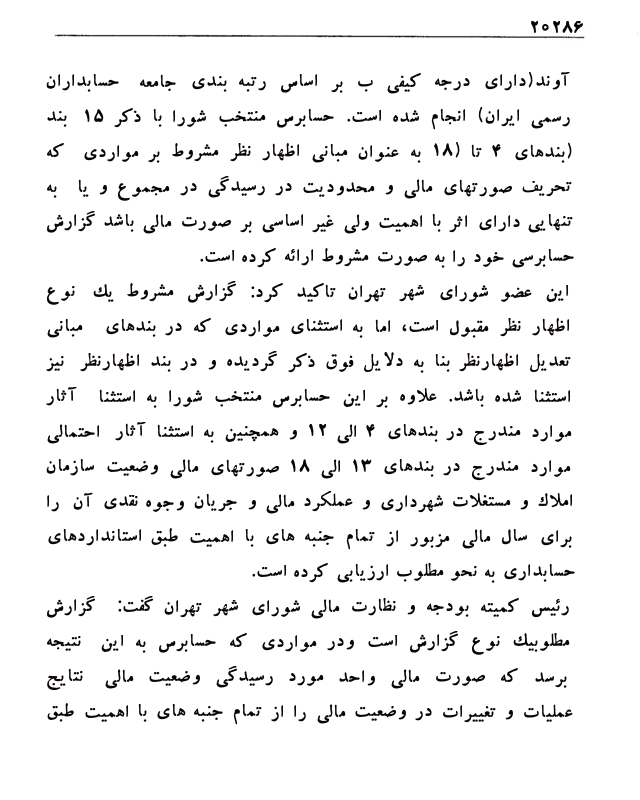 ۲۰۲۸۶
آوند(دارای درجه کیفی ب بر اساس رتبه بندی جامعه حسابداران
رسمی ایران) انجام شده است. حسابرس منتخب شورا با ذکر ۱۵ بند
(بندهای ۴ تا (۱۸ به عنوان مبانی اظهار نظر مشروط بر مواردی که
تحریف صورتهای مالی و محدودیت در رسیدگی در مجموع و یا به
تنهایی دارای اثر با اهمیت ولی غیر اساسی بر صورت مالی باشد گزارش
حسابرسی خود را به صورت مشروط ارائه کرده است.
این عضو شورای شهر تهران تاکید کرد: گزارش مشروط یك نوع
اظهار نظر مقبول است، اما به استثنای مواردی که در بندهای مبانی
تعدیل اظهارنظر بنا به دلایل فوق ذکر گردیده و در بند اظهارنظر نیز
استثنا شده باشد. علاوه بر این حسابرس منتخب شورا به استثنا آثار
موارد مندرج در بندهای ۴ الی ۱۲ و همچنین به استثنا آثار احتمالی
موارد مندرج در بندهای ۱۳ الی ۱۸ صورتهای مالی وضعیت سازمان
املاك و مستغلات شهرداری و عملکرد مالی و جریان وجوه نقدی آن را
برای سال مالی مزبور از تمام جنبه های با اهمیت طبق استانداردهای
حسابداری به نحو مطلوب ارزیابی کرده است.
رئیس کمیته بودجه و نظارت مالی شورای شهر تهران گفت: گزارش
مطلوبیك نوع گزارش است ودر مواردی که حسابرس به این نتیجه
برسد که صورت مالی واحد مورد رسیدگی وضعیت مالی نتایج
عملیات و تغییرات در وضعیت مالی را از تمام جنبه های با اهمیت طبق